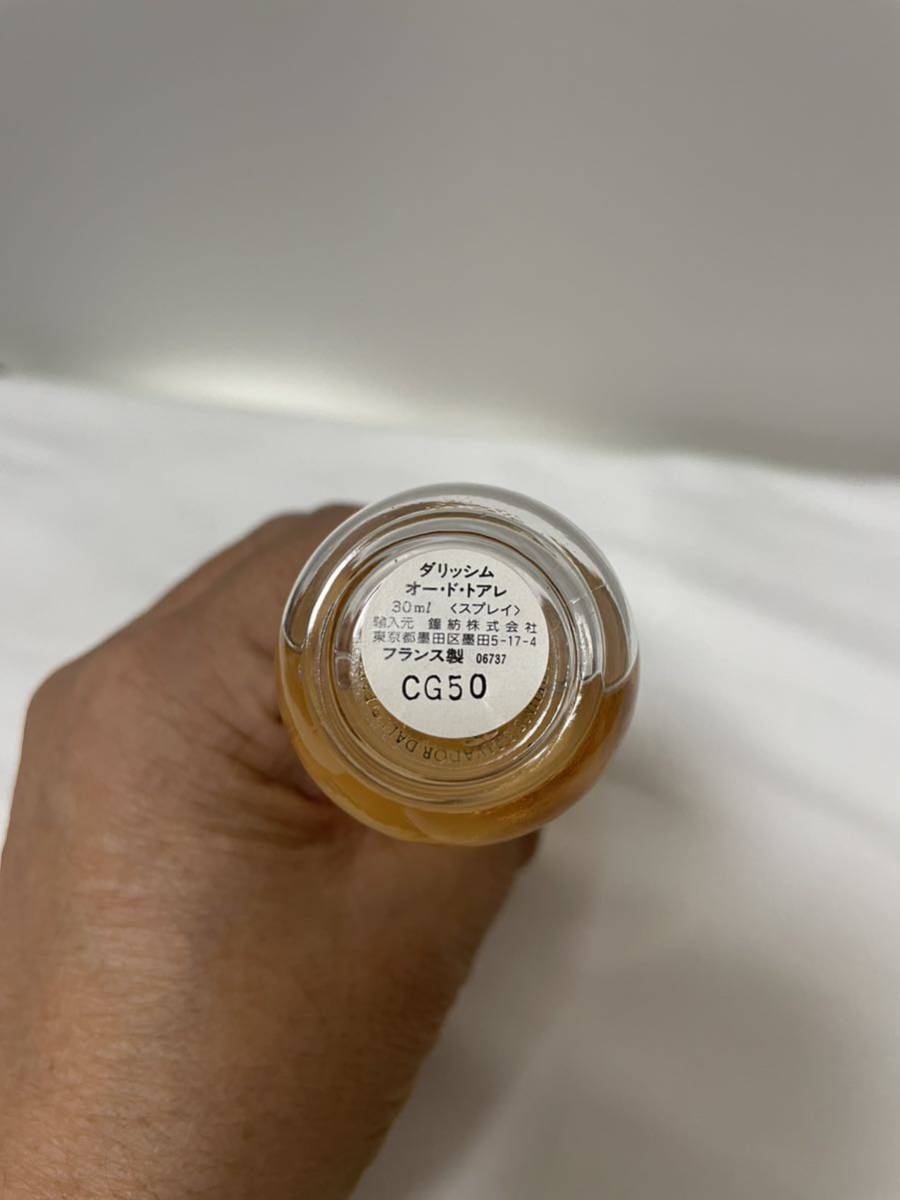 ダリッシム
オー・ド・トアレ
30ml 〈スプレイ〉
輸入元 鐘紡株式会社
東京都墨田区墨田5-17-4
フランス製 06737
CG50
SALVADOR DALI